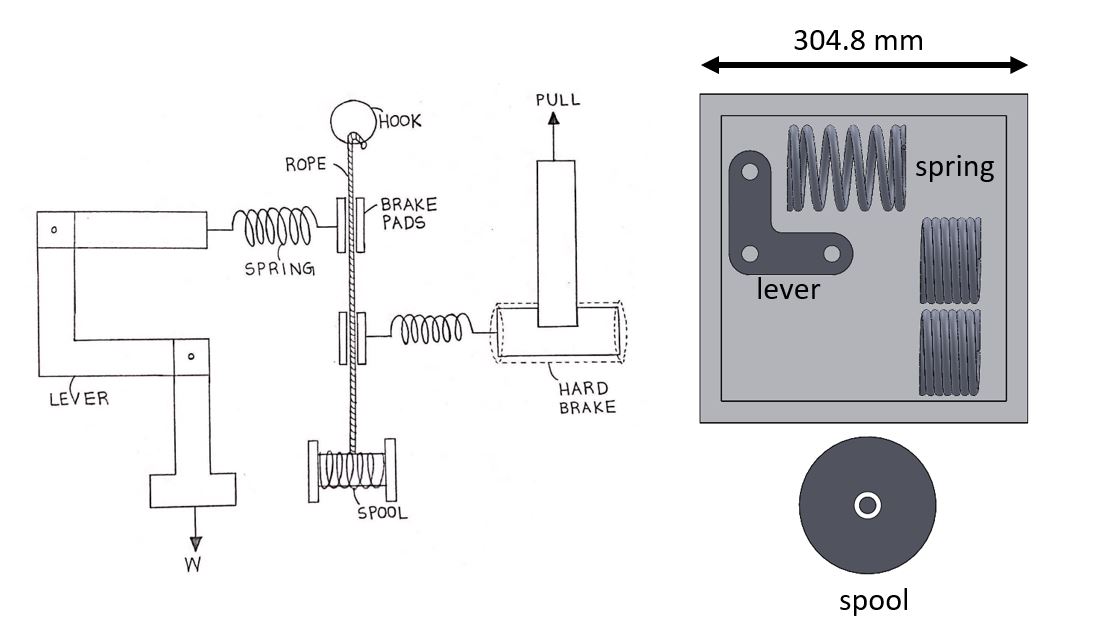 304.8 mm
PULL
HOOK
ROPE
BRAKE
PADS
spring
SPRING
lever
LEVER
HARD
BRAKE
SPOOL
W
spool